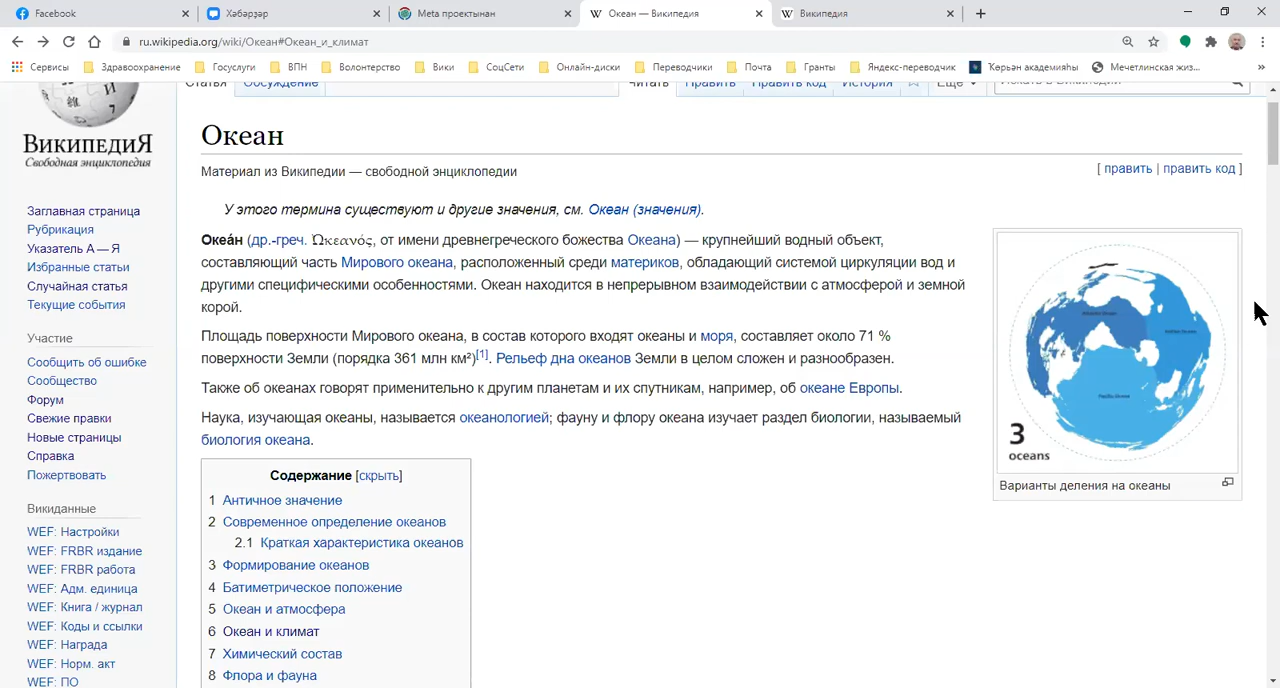 Facebook
Хәбәрҙәр
Meta проектынан
Океан — Википедия
Википедия
ru.wikipedia.org/wiki/Океан#Океан_и_климат
Сервисы Здравоохранение Госуслуги ВПН Волонтерство Вики СоцСети Онлайн-диски Переводчики Почта Гранты Яндекс-переводчик Мечетлинская жиз... »
Статья Обсуждение Читать Править Править код История Ещё Искать в Википедии
ВикипедиЯ
Свободная энциклопедия
Океан
Материал из Википедии — свободной энциклопедии
[ править | править код ]
Заглавная страница
Рубрикация
Указатель А — Я
Избранные статьи
Случайная статья
Текущие события
Участие
Сообщить об ошибке
Сообщество
Форум
Свежие правки
Новые страницы
Справка
Пожертвовать
Викиданные
WEF: Настройки
WEF: FRBR издание
WEF: FRBR работа
WEF: Адм. единица
WEF: Книга / журнал
WEF: Коды и ссылки
WEF: Награда
WEF: Норм. акт
WEF: ПО
У этого термина существуют и другие значения, см. Океан (значения).
Океа́н (др.-греч. Ὠκεανός, от имени древнегреческого божества Океана) — крупнейший водный объект,
составляющий часть Мирового океана, расположенный среди материков, обладающий системой циркуляции вод и
другими специфическими особенностями. Океан находится в непрерывном взаимодействии с атмосферой и земной
корой.
Площадь поверхности Мирового океана, в состав которого входят океаны и моря, составляет около 71 %
поверхности Земли (порядка 361 млн км²)[1]. Рельеф дна океанов Земли в целом сложен и разнообразен.
Также об океанах горят применительно к другим планетам и их спутникам, например, об океане Европы.
Наука, изучающая океаны, называется океанологией; фауну и флору океана изучает раздел биологии, называемый
биология океана.
Содержание [скрыть]
1 Античное значение
2 Современное определение океанов
2.1 Краткая характеристика океанов
3 Формирование океанов
4 Батиметрическое положение
5 Океан и атмосфера
6 Океан и климат
7 Химический состав
8 Флора и фауна
3
oceans
Варианты деления на океаны